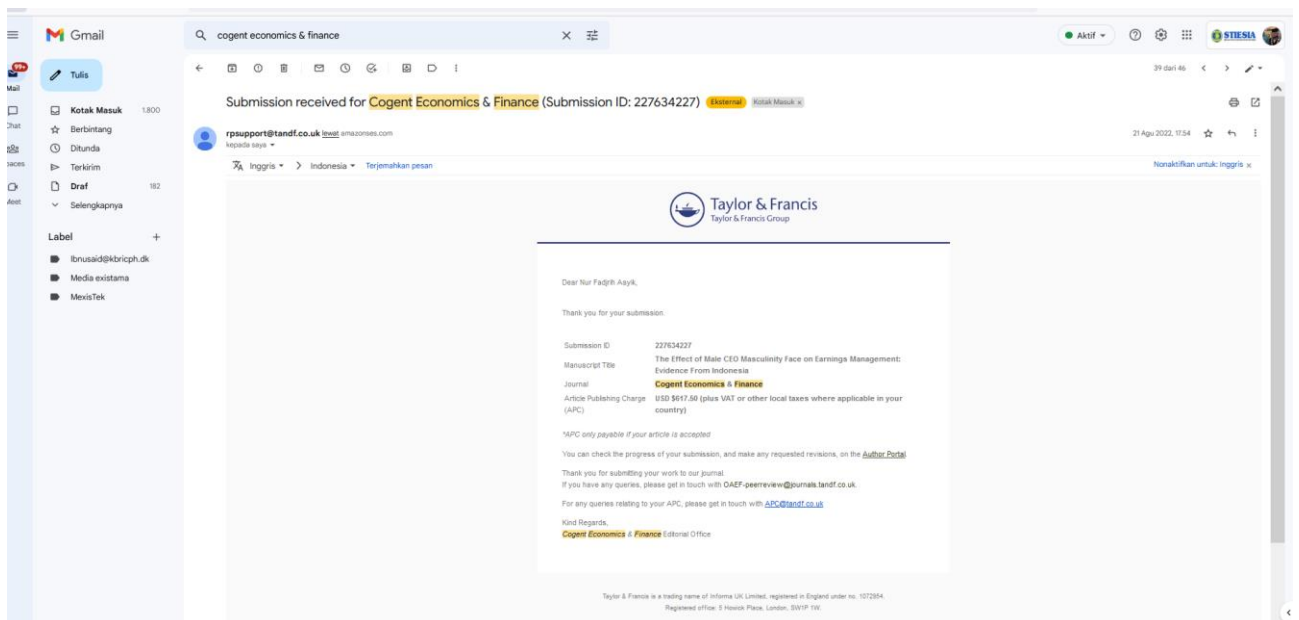 Gmail
cogent economics & finance
Aktif
STIESIA
99+
Mail
Tulis
39 dari 46
Kotak Masuk 1.800
Berbintang
Ditunda
Terkirim
Draf 182
Selengkapnya
Label
Ibnusaid@kbricph.dk
Media existama
MexisTek
Submission received for Cogent Economics & Finance (Submission ID: 227634227) Eksternal Kotak Masuk x
rpsupport@tandf.co.uk lewat amazonses.com
kepada saya
21 Agu 2022, 17.54
Inggris > Indonesia Terjemahkan pesan
Nonaktifkan untuk: Inggris x
Taylor & Francis
Taylor & Francis Group
Dear Nur Fadjrih Asyik,
Thank you for your submission.
Submission ID 227634227
Manuscript Title The Effect of Male CEO Masculinity Face on Earnings Management:
Evidence From Indonesia
Journal Cogent Economics & Finance
Article Publishing Charge USD $617.50 (plus VAT or other local taxes where applicable in your
(APC) country)
*APC only payable if your article is accepted
You can check the progress of your submission, and make any requested revisions, on the Author Portal
Thank you for submitting your work to our journal.
If you have any queries, please get in touch with OAEF-peerreview@journals.tandf.co.uk.
For any queries relating to your APC, please get in touch with APC@tandf.co.uk
Kind Regards,
Cogent Economics & Finance Editorial Office
Taylor & Francis is a trading name of Informa UK Limited, registered in England under no. 1072954.
Registered office: 5 Howick Place, London, SW1P 1W.